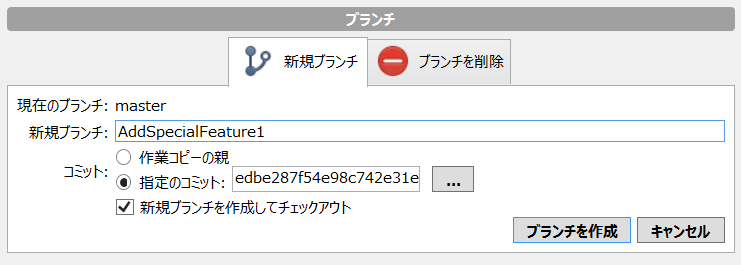 ブランチ
新規ブランチ ブランチを削除
現在のブランチ: master
新規ブランチ: AddSpecialFeature1
コミット: 作業コピーの親
指定のコミット: edbe287f54e98c742e31e ...
新規ブランチを作成してチェックアウト
ブランチを作成 キャンセル